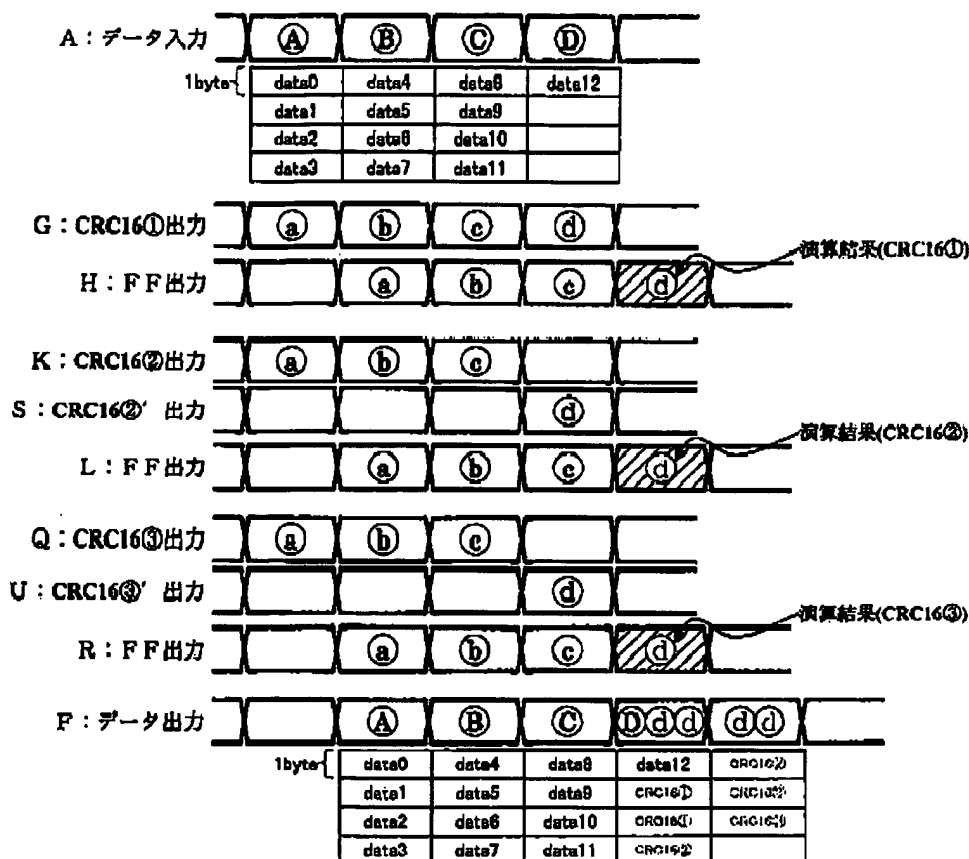 A：データ入力 Ⓐ Ⓑ Ⓒ Ⓓ
1byte data0 data4 data8 data12
data1 data5 data9
data2 data6 data10
data3 data7 data11
G：CRC16①出力 ⓐ ⓑ ⓒ ⓓ
演算結果(CRC16①)
H：FF出力 ⓐ ⓑ ⓒ ⓓ
K：CRC16②出力 ⓐ ⓑ ⓒ
S：CRC16②′出力 ⓓ
演算結果(CRC16②)
L：FF出力 ⓐ ⓑ ⓒ ⓓ
Q：CRC16③出力 ⓐ ⓑ ⓒ
U：CRC16③′出力 ⓓ
演算結果(CRC16③)
R：FF出力 ⓐ ⓑ ⓒ ⓓ
F：データ出力 Ⓐ Ⓑ Ⓒ Ⓓⓓⓓ ⓓⓓ
1byte data0 data4 data8 data12
data1 data5 data9 CRC16①
data2 data6 data10 CRC16①
data3 data7 data11 CRC16②